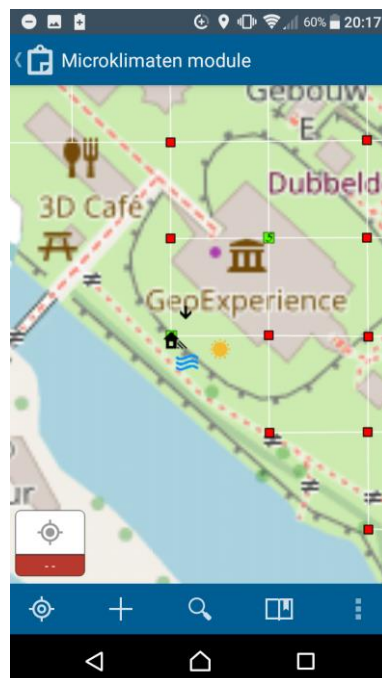 60% 20:17
Microklimaten module
Gebouw
E
Dubbeld
3D Café
GeoExperience
ur
--